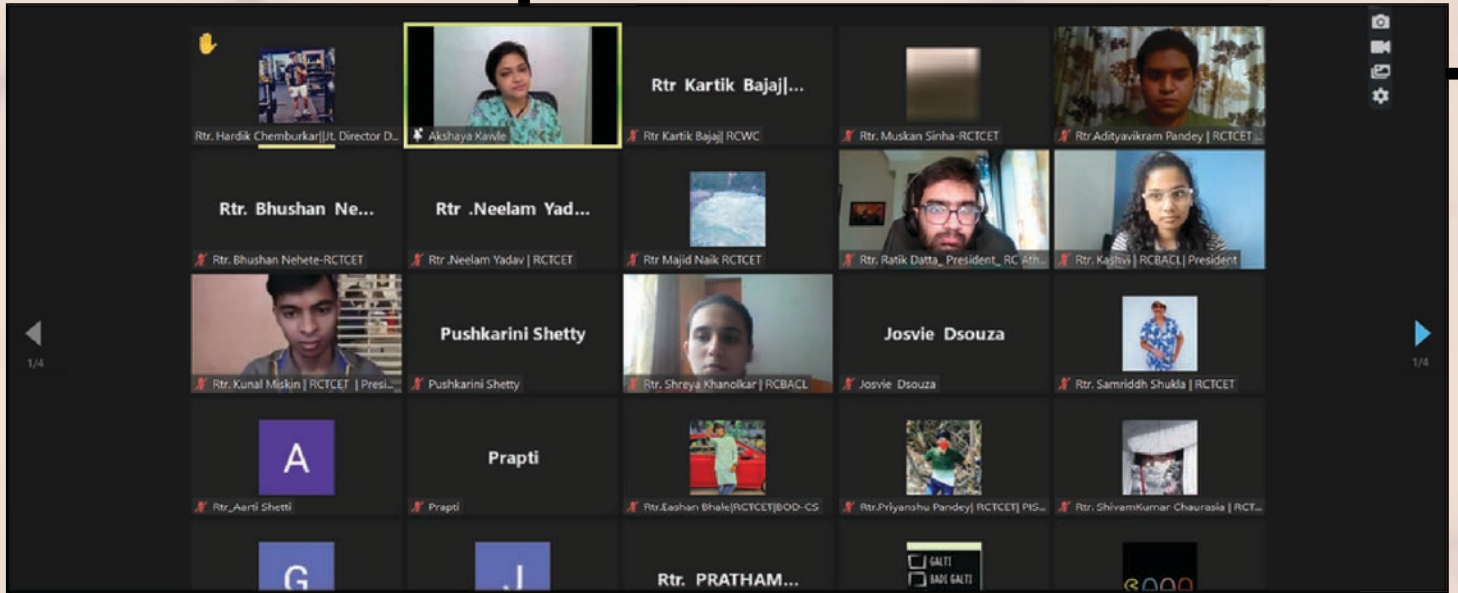 Rtr. Hardik Chemburkar||Jt. Director D...
Akshaya Kawle
Rtr Kartik Bajaj|...
Rtr Kartik Bajaj| RCWC
Rtr. Muskan Sinha-RCTCET
Rtr.Adityavikram Pandey | RCTCET ...
Rtr. Bhushan Ne...
Rtr. Bhushan Nehete-RCTCET
Rtr .Neelam Yad...
Rtr .Neelam Yadav | RCTCET
Rtr Majid Naik RCTCET
Rtr. Ratik Datta_ President_ RC Ath...
Rtr. Kashvi | RCBACL| President
1/4
Rtr. Kunal Miskin | RCTCET | Presi...
Pushkarini Shetty
Pushkarini Shetty
Rtr. Shreya Khanolkar | RCBACL
Josvie Dsouza
Josvie Dsouza
Rtr. Samriddh Shukla | RCTCET
1/4
A
Rtr_Aarti Shetti
Prapti
Prapti
Rtr.Eashan Bhale|RCTCET|BOD-CS
Rtr.Priyanshu Pandey| RCTCET| PIS...
Rtr. ShivamKumar Chaurasia | RCT...
G
J
Rtr. PRATHAM...
GALTI
BADI GALTI